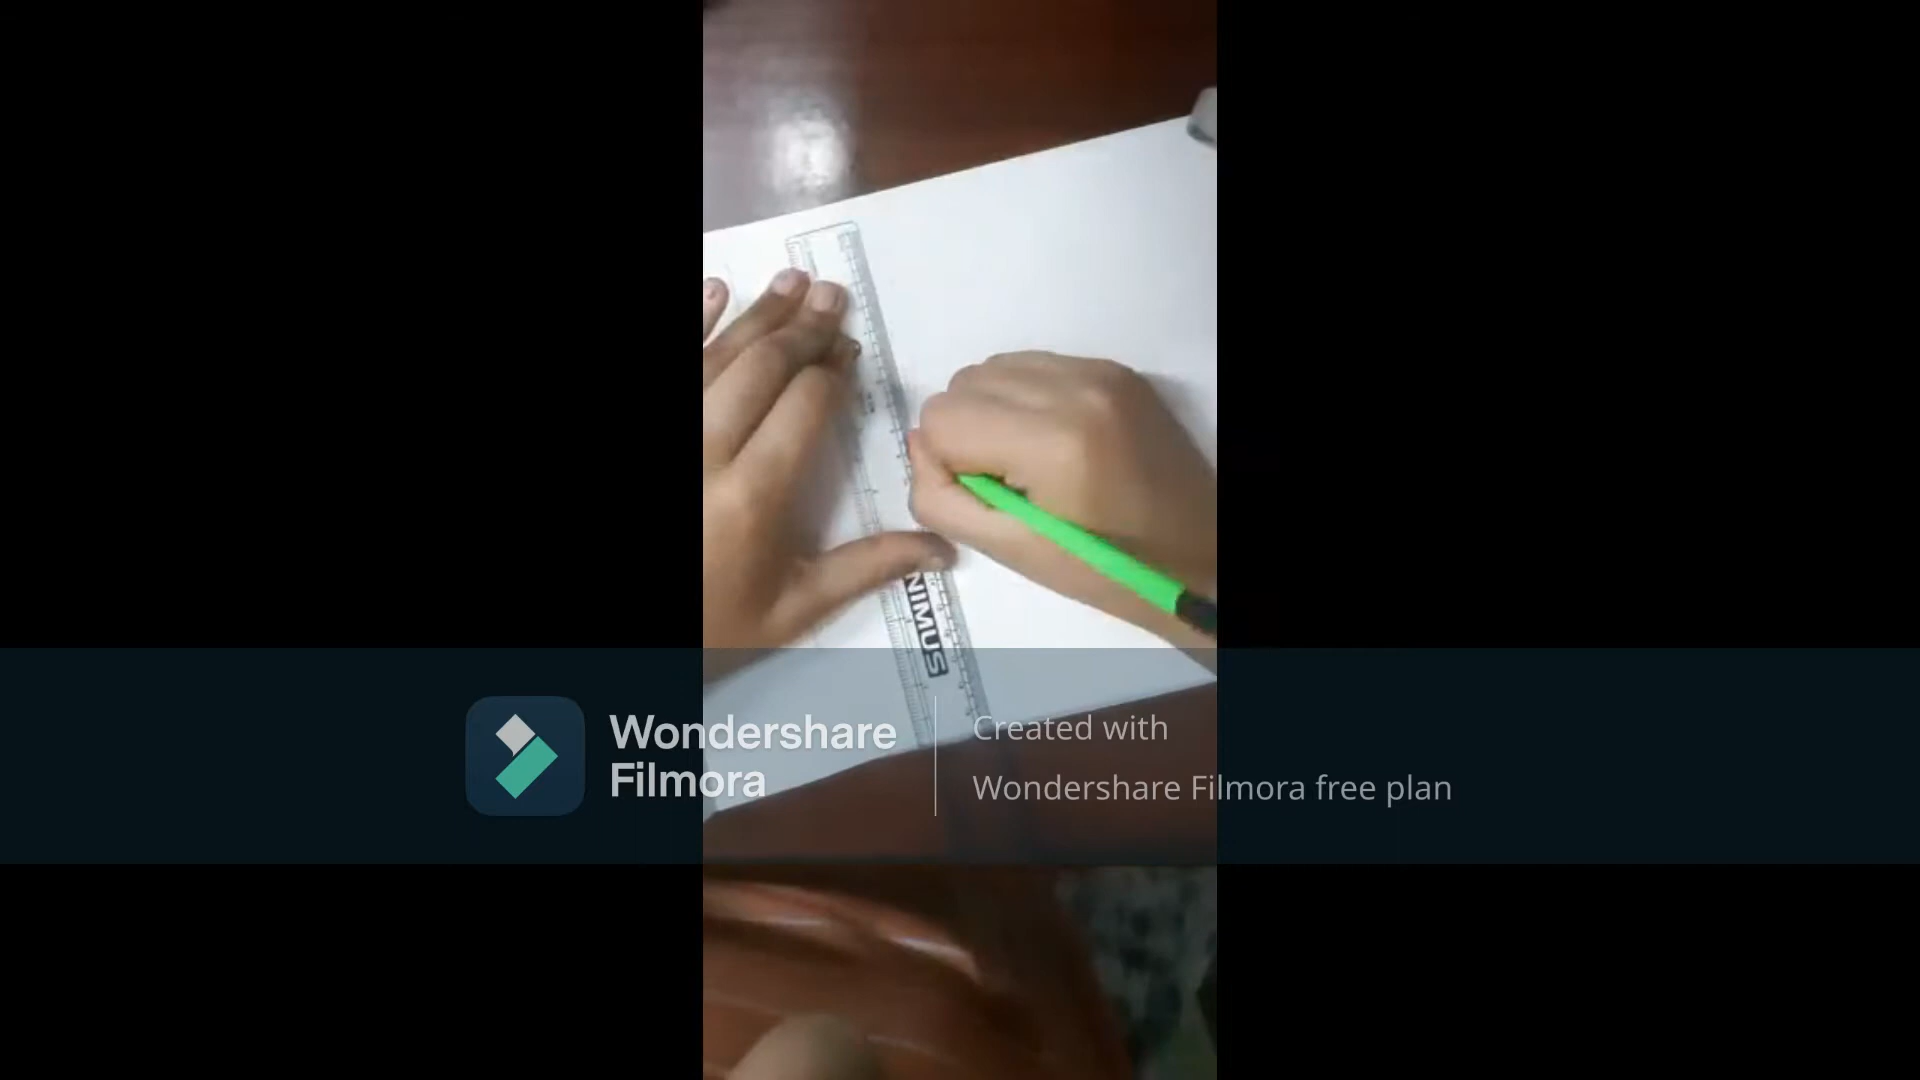 NIMUS
Wondershare
Filmora
Created with
Wondershare Filmora free plan